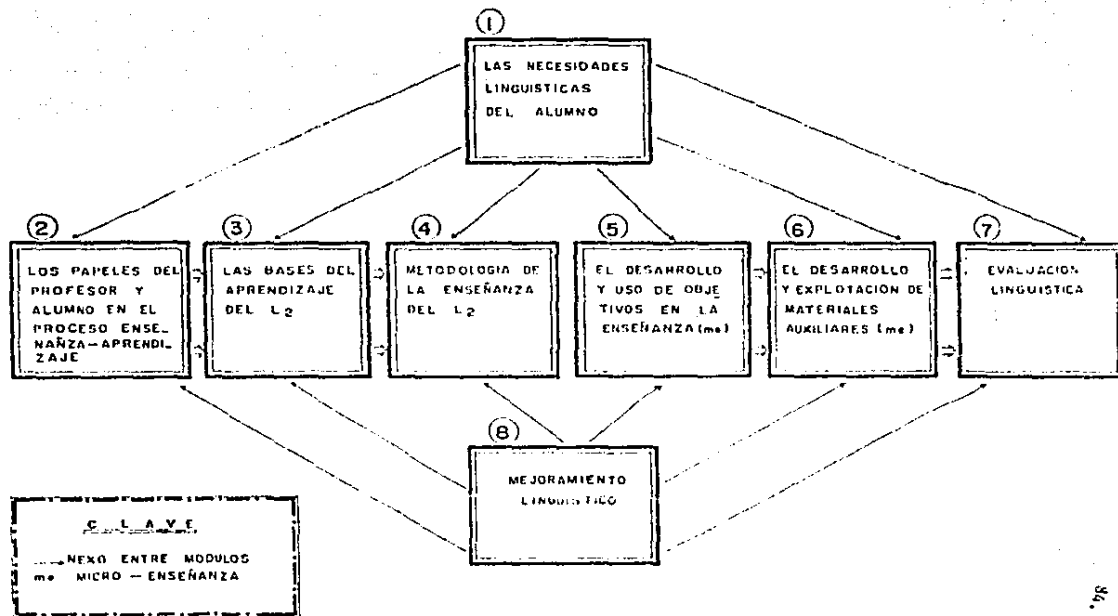 ①
LAS NECESIDADES
LINGUISTICAS
DEL ALUMNO
②
LOS PAPELES DEL
PROFESOR Y
ALUMNO EN EL
PROCESO ENSE_
ÑANZA-APRENDI_
ZAJE
③
LAS BASES DEL
APRENDIZAJE
DEL L2
④
METODOLOGIA DE
LA ENSEÑANZA
DEL L2
⑤
EL DESARROLLO
Y USO DE OBJE_
TIVOS EN LA
ENSEÑANZA (me)
⑥
EL DESARROLLO
Y EXPLOTACION DE
MATERIALES
AUXILIARES (me)
⑦
EVALUACION
LINGUISTICA
⑧
MEJORAMIENTO
LINGUISTICO
CLAVE
NEXO ENTRE MODULOS
me MICRO-ENSEÑANZA
84.